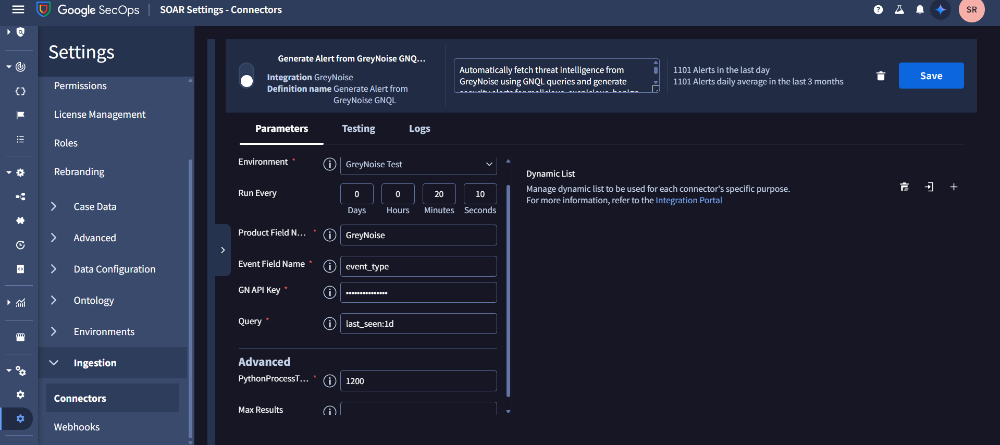 Google SecOps
SOAR Settings - Connectors
SR
Settings
Permissions
License Management
Roles
Rebranding
Case Data
Advanced
Data Configuration
Ontology
Environments
Ingestion
Connectors
Webhooks
Generate Alert from GreyNoise GNQ...
Integration GreyNoise
Definition name Generate Alert from
GreyNoise GNQL
Automatically fetch threat intelligence from
GreyNoise using GNQL queries and generate
security alerts for malicious, suspicious, benign
1101 Alerts in the last day
1101 Alerts daily average in the last 3 months
Save
Parameters
Testing
Logs
Environment *
GreyNoise Test
Run Every
0
0
20
10
Days
Hours
Minutes
Seconds
Product Field N... *
GreyNoise
Event Field Name *
event_type
GN API Key *
•••••••••••••••
Query *
last_seen:1d
Advanced
PythonProcessT... *
1200
Max Results
Dynamic List
Manage dynamic list to be used for each connector's specific purpose.
For more information, refer to the Integration Portal